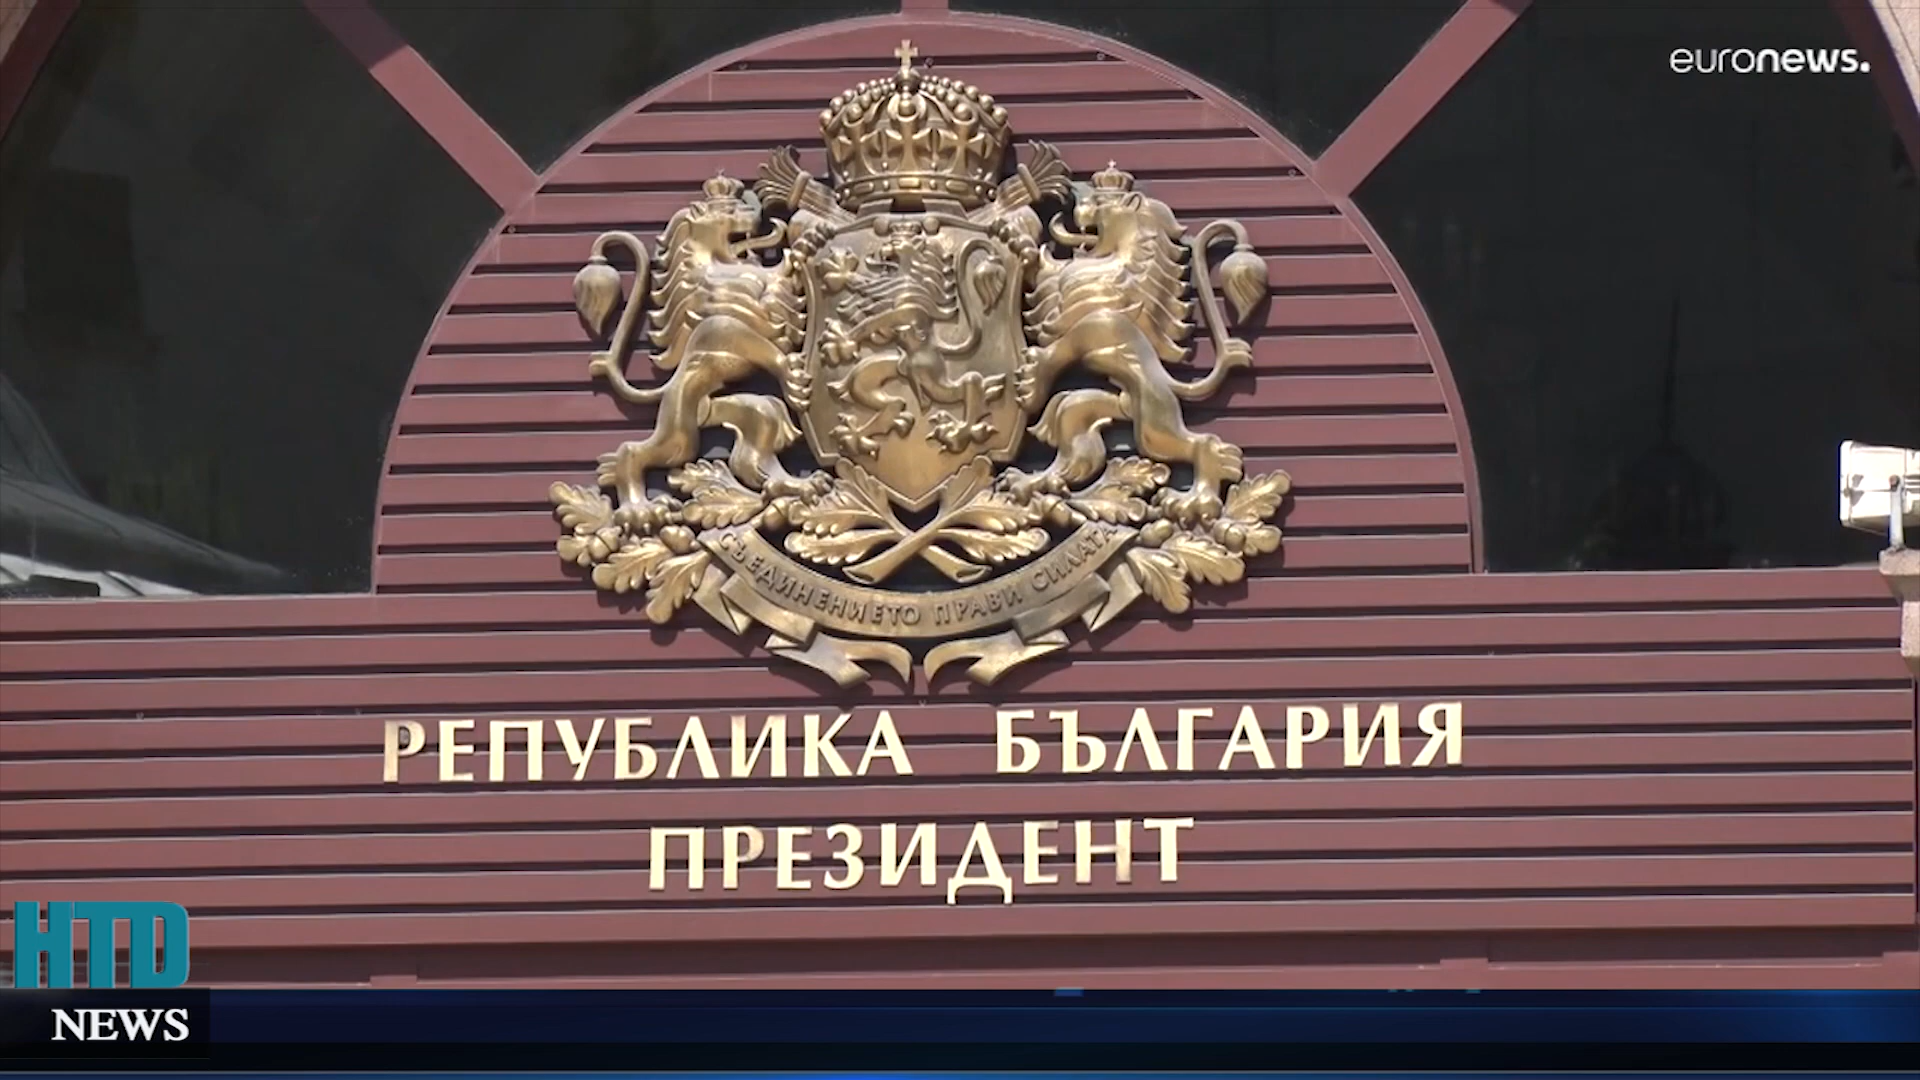 euronews.
СЪЕДИНЕНИЕТО ПРАВИ СИЛАТА
РЕПУБЛИКА БЪЛГАРИЯ
ПРЕЗИДЕНТ
HTD
NEWS